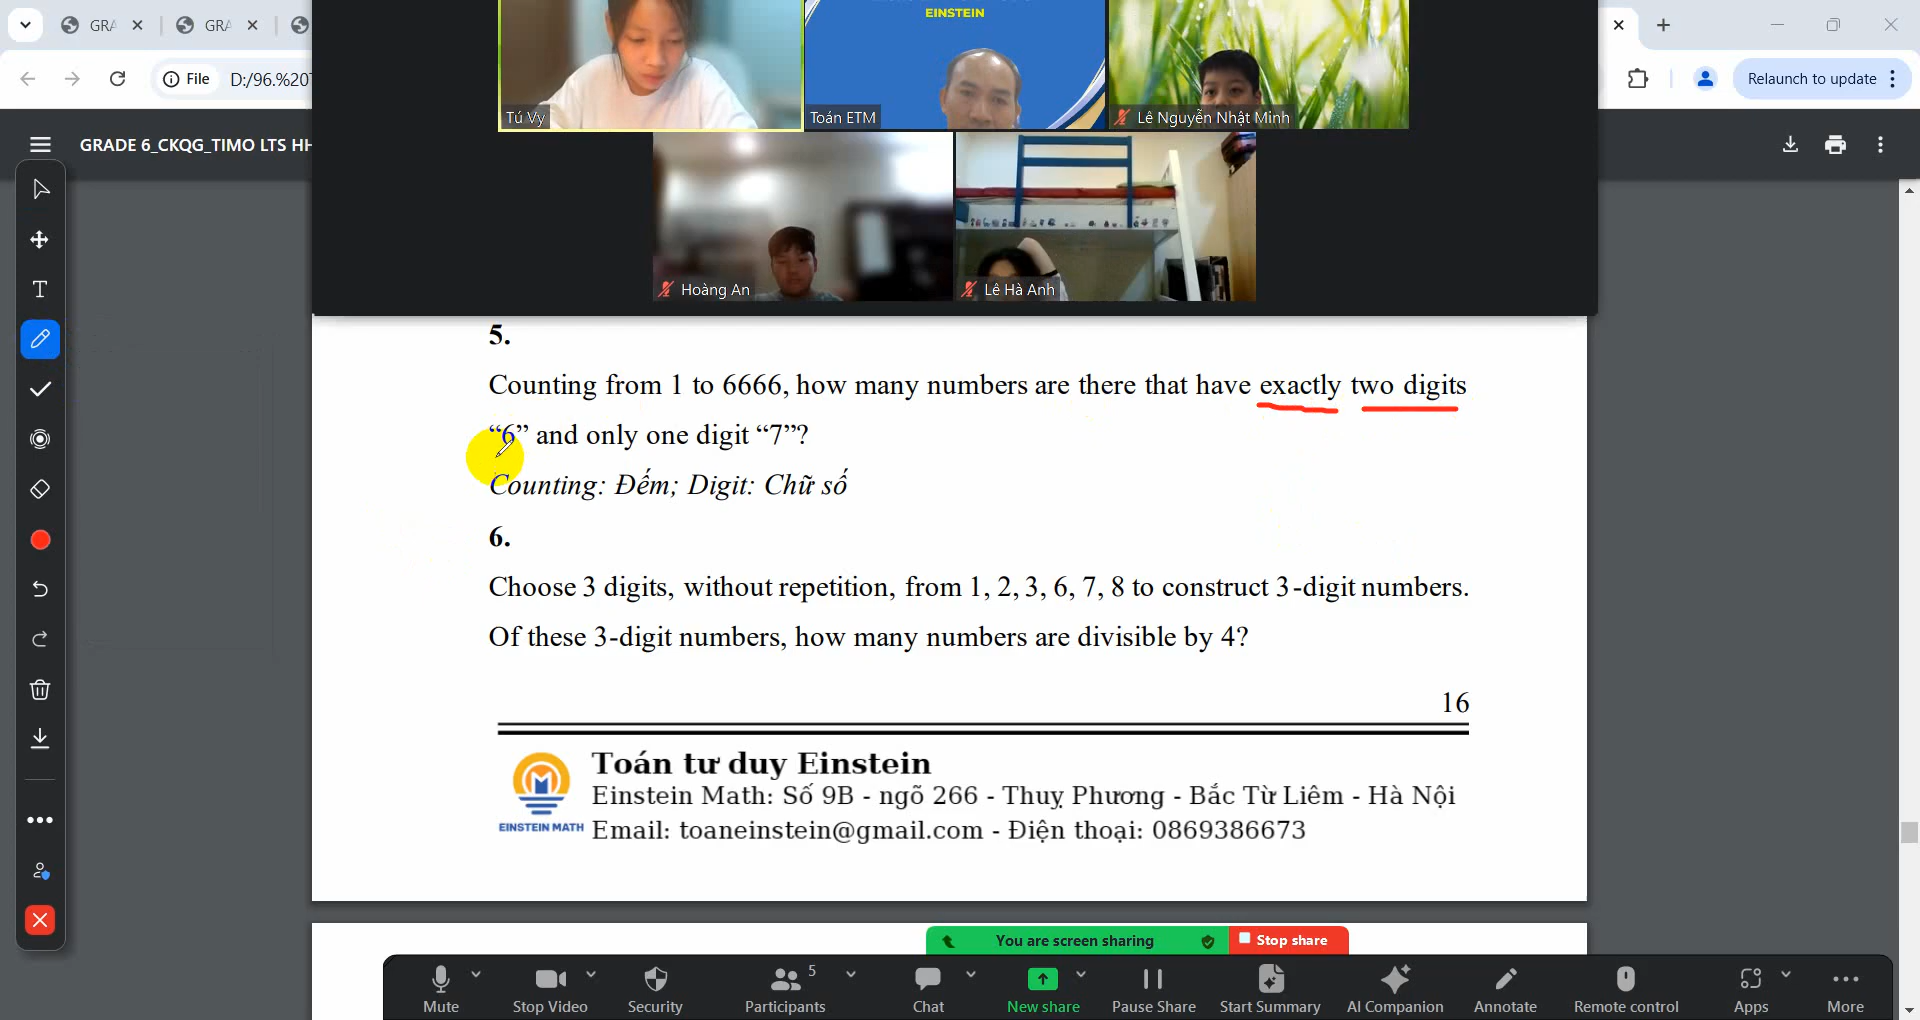 GRA
GRA
File
D:/96.%20T
Relaunch to update
GRADE 6_CKQG_TIMO LTS HH
EINSTEIN
Tú Vy
Toán ETM
Lê Nguyễn Nhật Minh
Hoàng An
Lê Hà Anh
5.
Counting from 1 to 6666, how many numbers are there that have exactly two digits
“6” and only one digit “7”?
Counting: Đếm; Digit: Chữ số
6.
Choose 3 digits, without repetition, from 1, 2, 3, 6, 7, 8 to construct 3-digit numbers.
Of these 3-digit numbers, how many numbers are divisible by 4?
16
EINSTEIN MATH
Toán tư duy Einstein
Einstein Math: Số 9B - ngõ 266 - Thuỵ Phương - Bắc Từ Liêm - Hà Nội
Email: toaneinstein@gmail.com - Điện thoại: 0869386673
You are screen sharing
Stop share
Mute
Stop Video
Security
Participants
5
Chat
New share
Pause Share
Start Summary
AI Companion
Annotate
Remote control
Apps
More